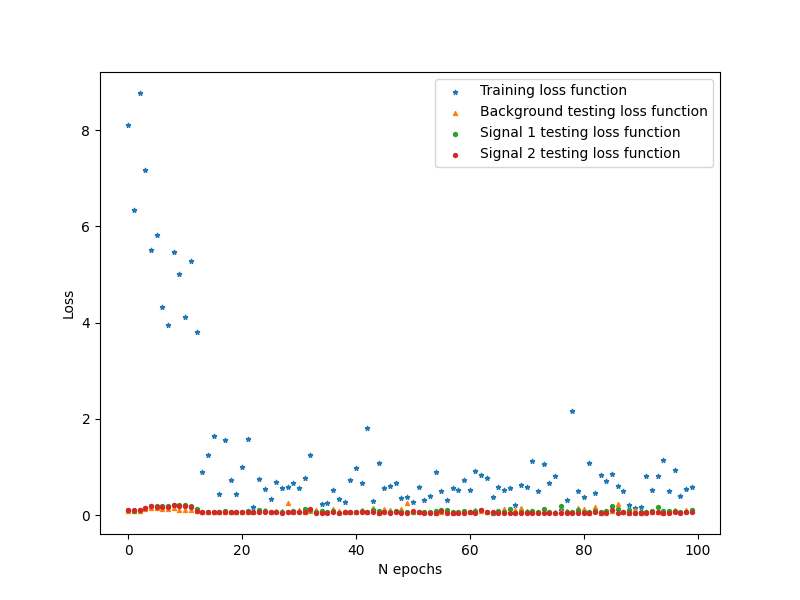 Training loss function
Background testing loss function
Signal 1 testing loss function
Signal 2 testing loss function
8
6
4
2
0
Loss
0 20 40 60 80 100
N epochs